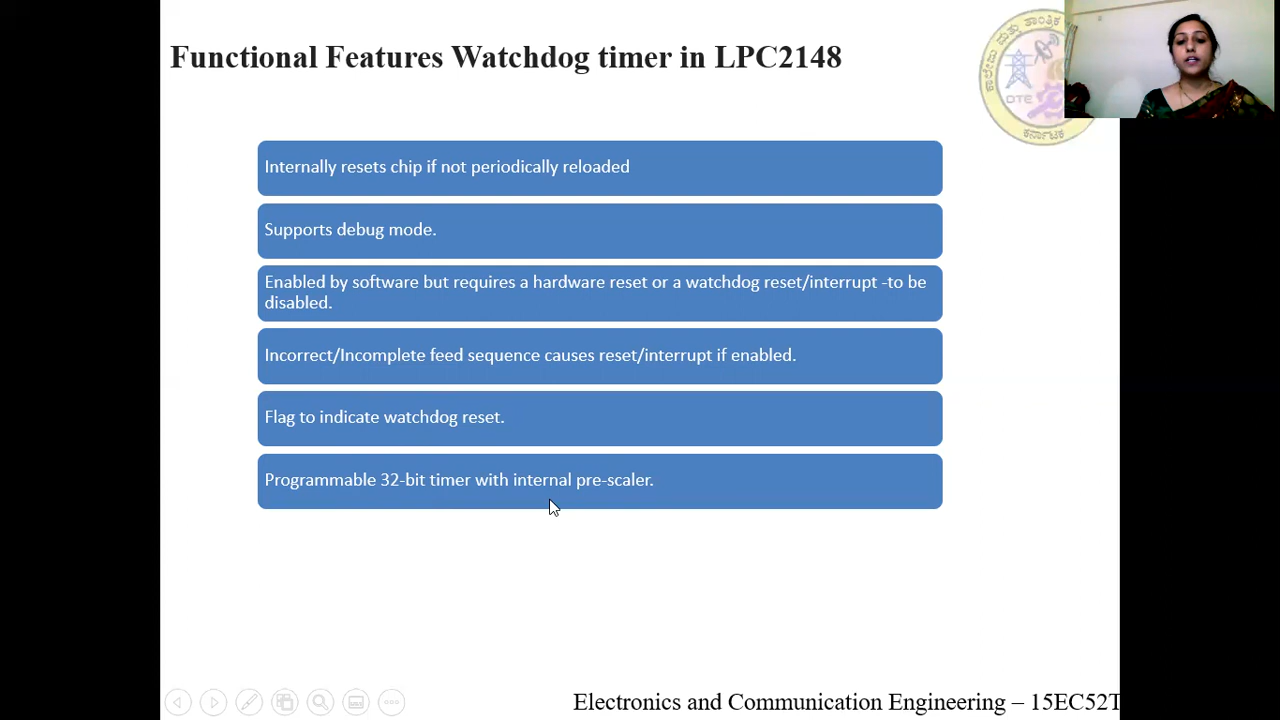 Functional Features Watchdog timer in LPC2148
Internally resets chip if not periodically reloaded
Supports debug mode.
Enabled by software but requires a hardware reset or a watchdog reset/interrupt -to be
disabled.
Incorrect/Incomplete feed sequence causes reset/interrupt if enabled.
Flag to indicate watchdog reset.
Programmable 32-bit timer with internal pre-scaler.
Electronics and Communication Engineering – 15EC52T
DTE
ಕರ್ನಾಟಕ